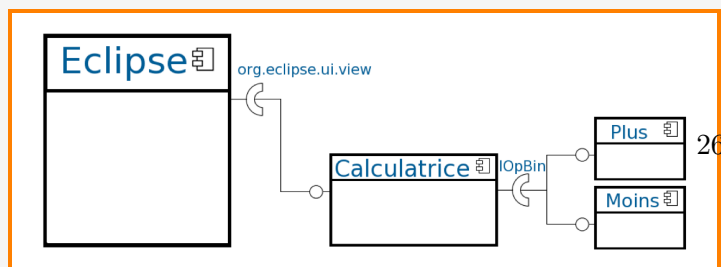 Eclipse
org.eclipse.ui.view
Calculatrice
IOpBin
Plus
Moins
26